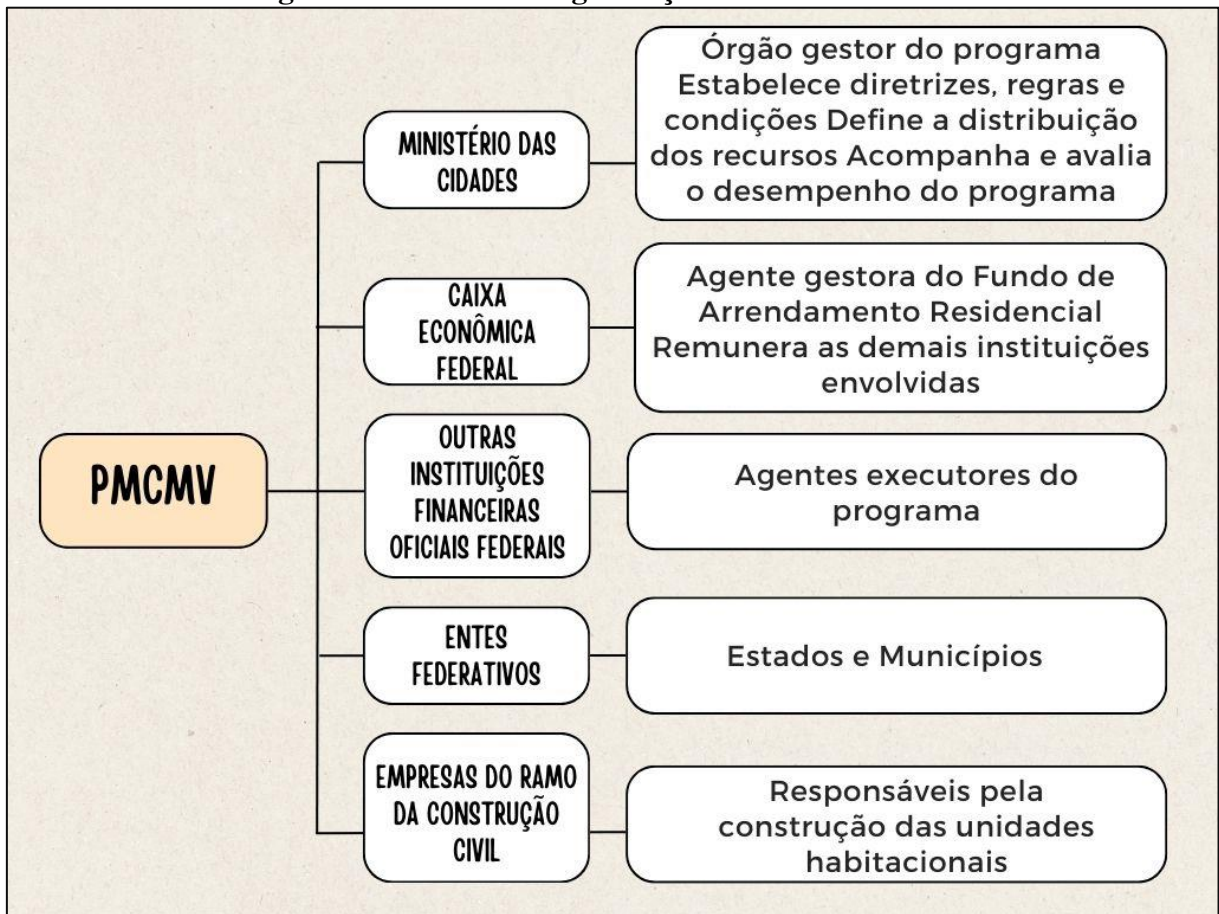 MINISTÉRIO DAS
CIDADES
Órgão gestor do programa
Estabelece diretrizes, regras e
condições Define a distribuição
dos recursos Acompanha e avalia
o desempenho do programa
CAIXA
ECONÔMICA
FEDERAL
Agente gestora do Fundo de
Arrendamento Residencial
Remunera as demais instituições
envolvidas
PMCMV
OUTRAS
INSTITUIÇÕES
FINANCEIRAS
OFICIAIS FEDERAIS
Agentes executores do
programa
ENTES
FEDERATIVOS
Estados e Municípios
EMPRESAS DO RAMO
DA CONSTRUÇÃO
CIVIL
Responsáveis pela
construção das unidades
habitacionais